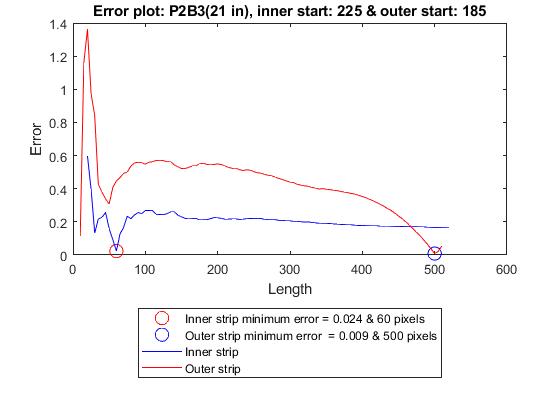 Error plot: P2B3(21 in), inner start: 225 & outer start: 185
1.4
1.2
1
0.8
0.6
0.4
0.2
0
Error
0 100 200 300 400 500 600
Length
Inner strip minimum error = 0.024 & 60 pixels
Outer strip minimum error = 0.009 & 500 pixels
Inner strip
Outer strip